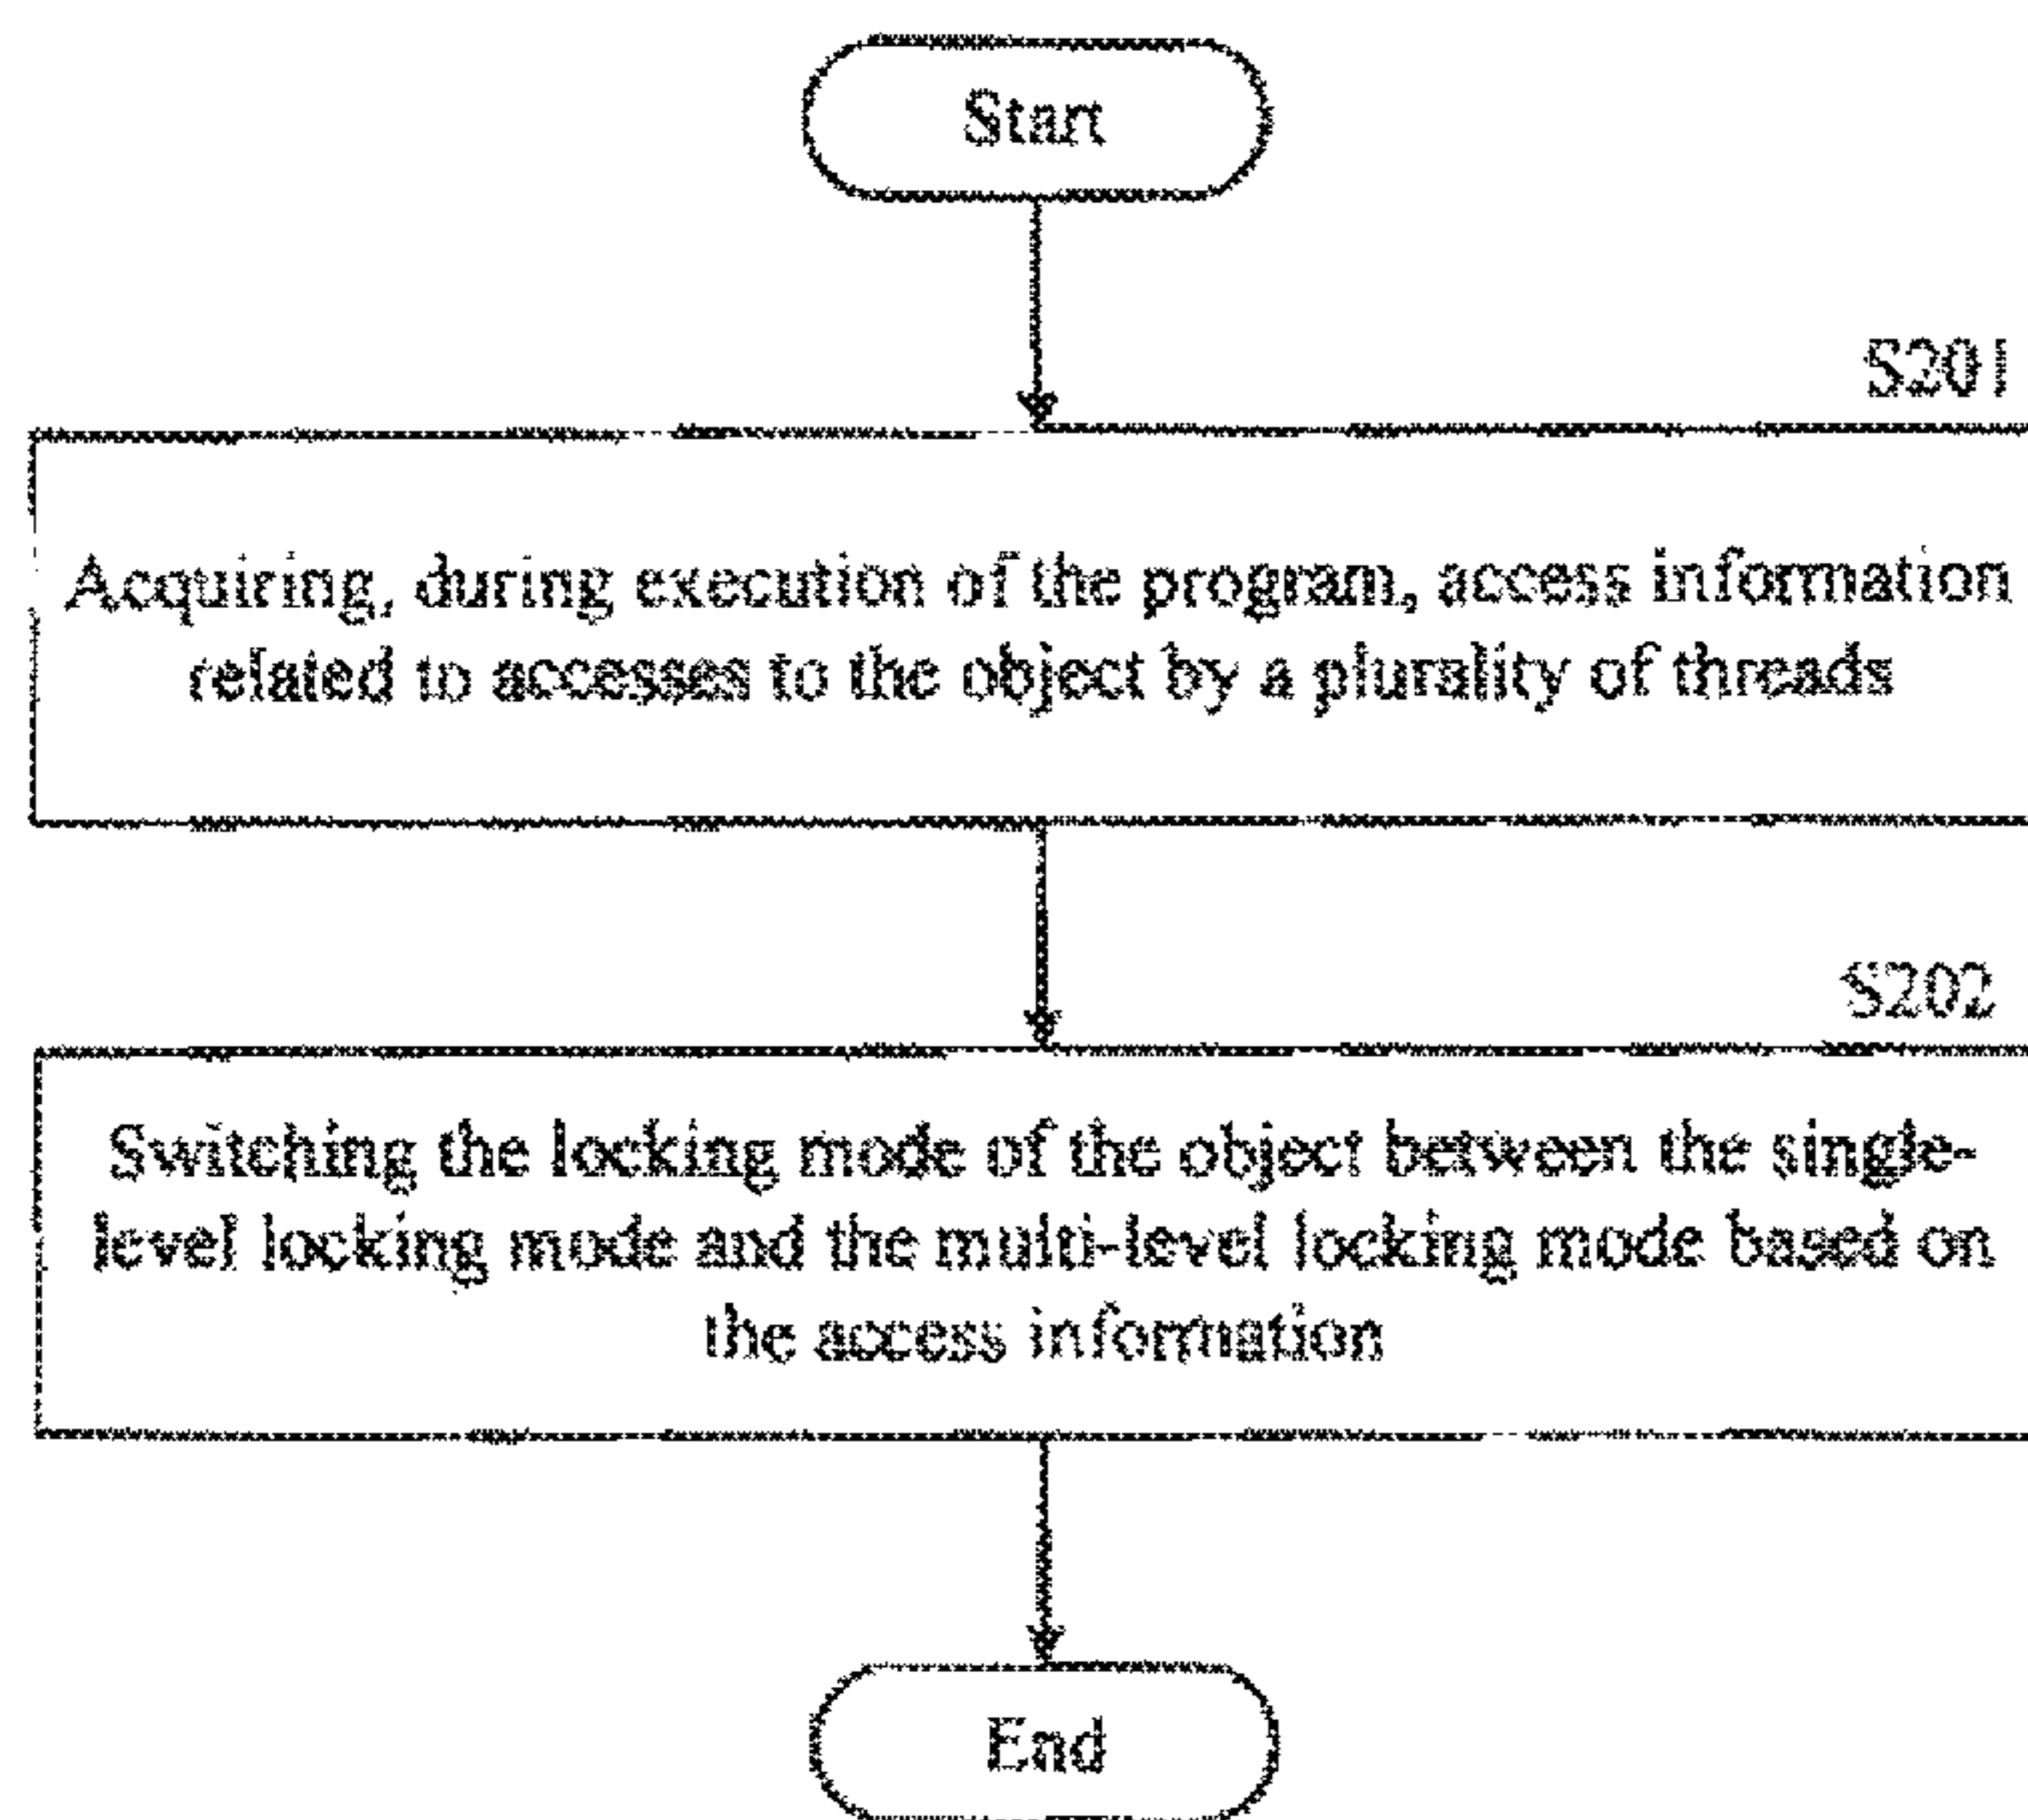 Start
S201
Acquiring, during execution of the program, access information
related to accesses to the object by a plurality of threads
S202
Switching the locking mode of the object between the single-
level locking mode and the multi-level locking mode based on
the access information
End